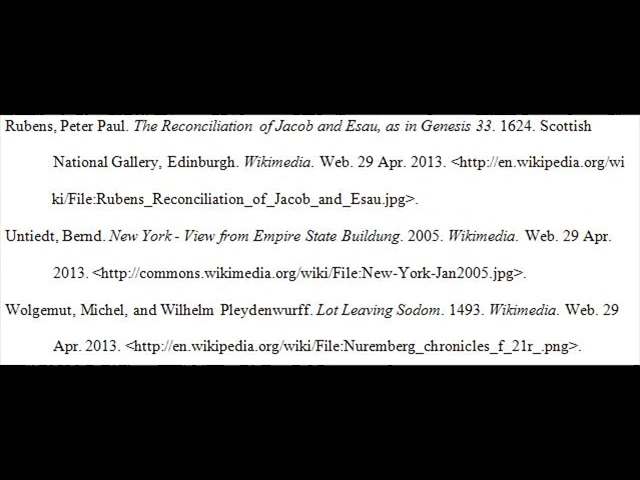 Rubens, Peter Paul. The Reconciliation of Jacob and Esau, as in Genesis 33. 1624. Scottish
National Gallery, Edinburgh. Wikimedia. Web. 29 Apr. 2013. <http://en.wikipedia.org/wi
ki/File:Rubens_Reconciliation_of_Jacob_and_Esau.jpg>.
Untiedt, Bernd. New York - View from Empire State Buildung. 2005. Wikimedia. Web. 29 Apr.
2013. <http://commons.wikimedia.org/wiki/File:New-York-Jan2005.jpg>.
Wolgemut, Michel, and Wilhelm Pleydenwurff. Lot Leaving Sodom. 1493. Wikimedia. Web. 29
Apr. 2013. <http://en.wikipedia.org/wiki/File:Nuremberg_chronicles_f_21r_.png>.